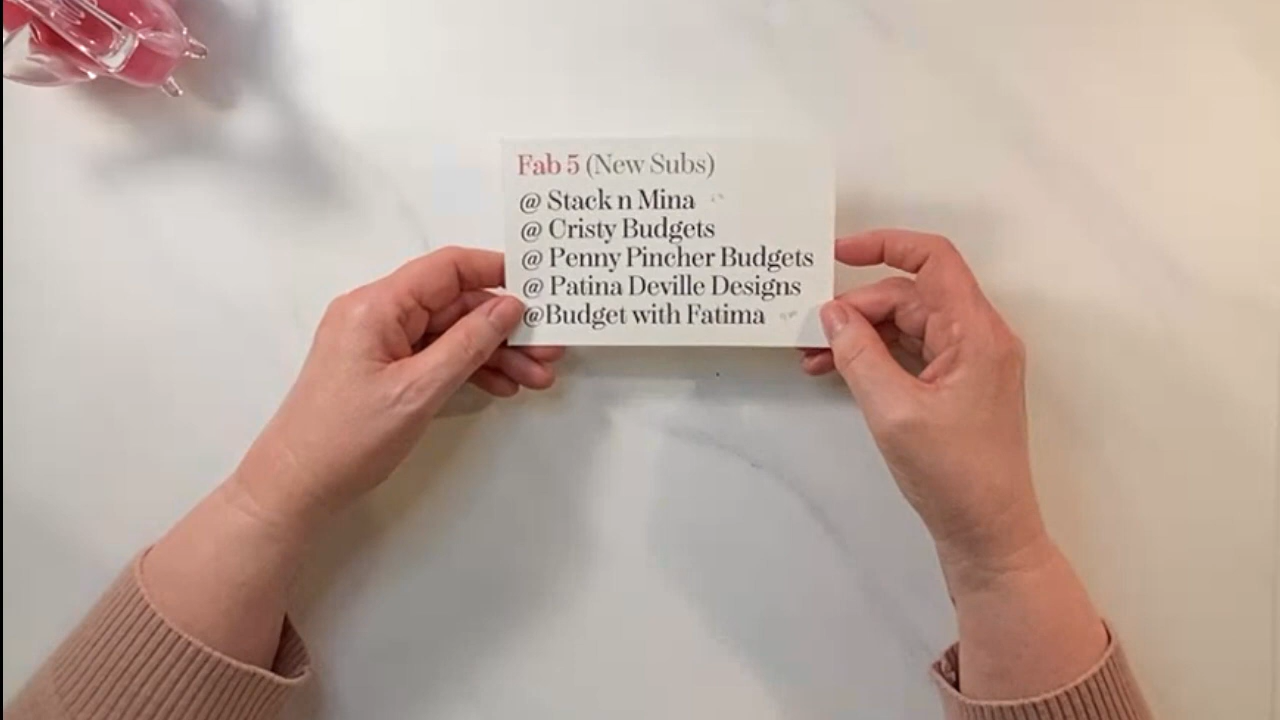 Fab 5 (New Subs)
@ Stack n Mina
@ Cristy Budgets
@ Penny Pincher Budgets
@ Patina Deville Designs
@Budget with Fatima